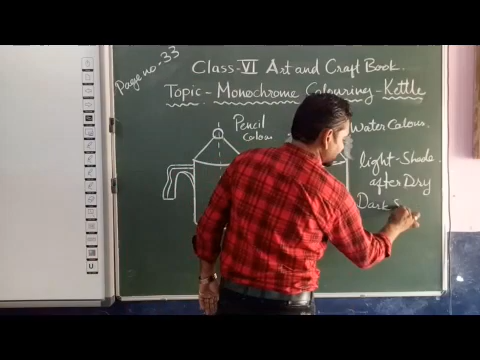 Page no - 33
Class - VI Art and Craft Book.
Topic - Monochrome Colouring - Kettle
Pencil
Colour
Water Colour.
light - Shade
after Dry
Dark S